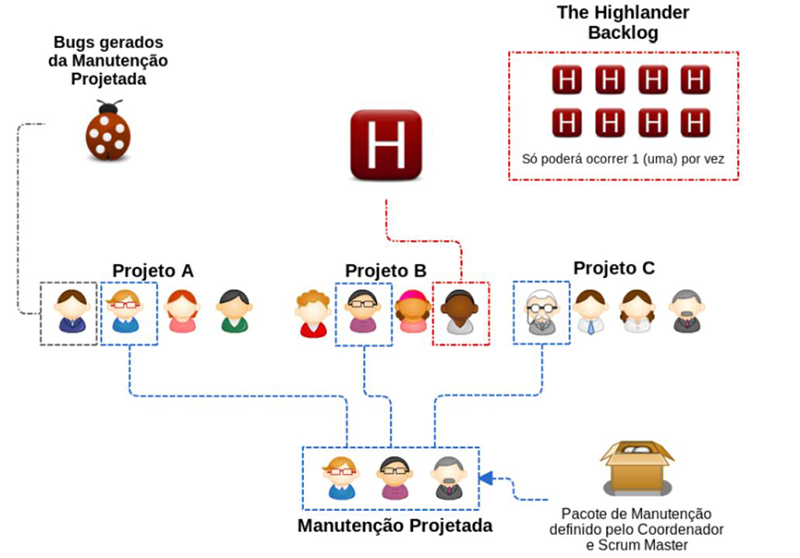 The Highlander
Backlog
Bugs gerados
da Manutenção
Projetada
H H H H
H
H H H H
Só poderá ocorrer 1 (uma) por vez
Projeto A
Projeto B
Projeto C
Manutenção Projetada
Pacote de Manutenção
definido pelo Coordenador
e Scrum Master